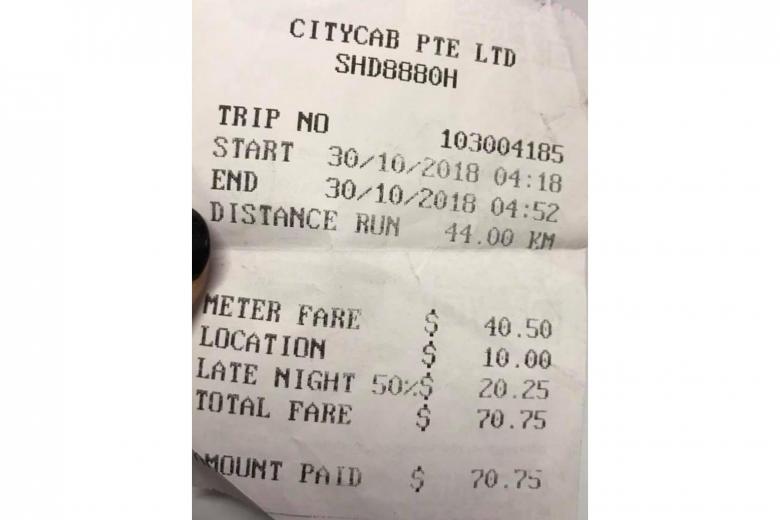 CITYCAB PTE LTD
SHD8880H
TRIP NO 103004185
START 30/10/2018 04:18
END 30/10/2018 04:52
DISTANCE RUN 44.00 KM
METER FARE $ 40.50
LOCATION $ 10.00
LATE NIGHT 50%$ 20.25
TOTAL FARE $ 70.75
MOUNT PAID $ 70.75